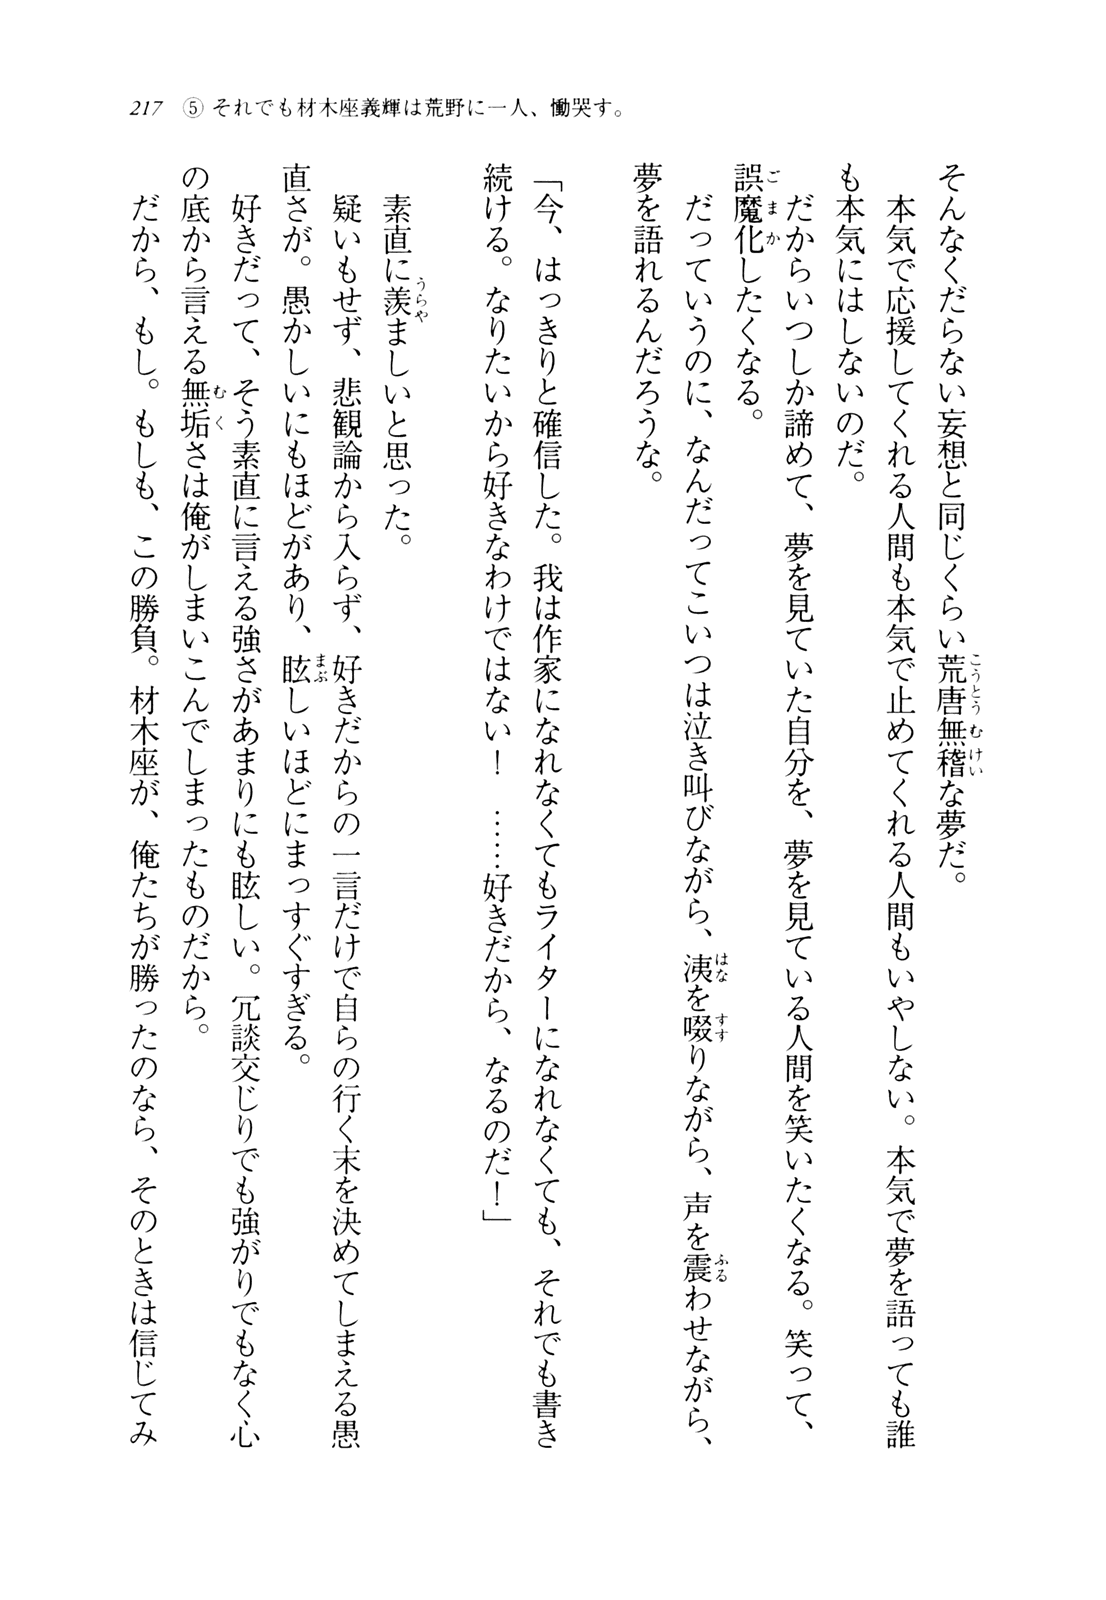 217 ⑤ それでも材木座義輝は荒野に一人、慟哭す。
そんなくだらない妄想と同じくらい荒唐無稽な夢だ。
本気で応援してくれる人間も本気で止めてくれる人間もいやしない。本気で夢を語っても誰
も本気にはしないのだ。
だからいつしか諦めて、夢を見ていた自分を、夢を見ている人間を笑いたくなる。笑って、
誤魔化したくなる。
だっていうのに、なんだってこいつは泣き叫びながら、洟を啜りながら、声を震わせながら、
夢を語れるんだろうな。
「今、はっきりと確信した。我は作家になれなくてもライターになれなくても、それでも書き
続ける。なりたいから好きなわけではない！　……好きだから、なるのだ！」
素直に羨ましいと思った。
疑いもせず、悲観論から入らず、好きだからの一言だけで自らの行く末を決めてしまえる愚
直さが。愚かしいにもほどがあり、眩しいほどにまっすぐすぎる。
好きだって、そう素直に言える強さがあまりにも眩しい。冗談交じりでも強がりでもなく心
の底から言える無垢さは俺がしまいこんでしまったものだから。
だから、もし。もしも、この勝負。材木座が、俺たちが勝ったのなら、そのときは信じてみ